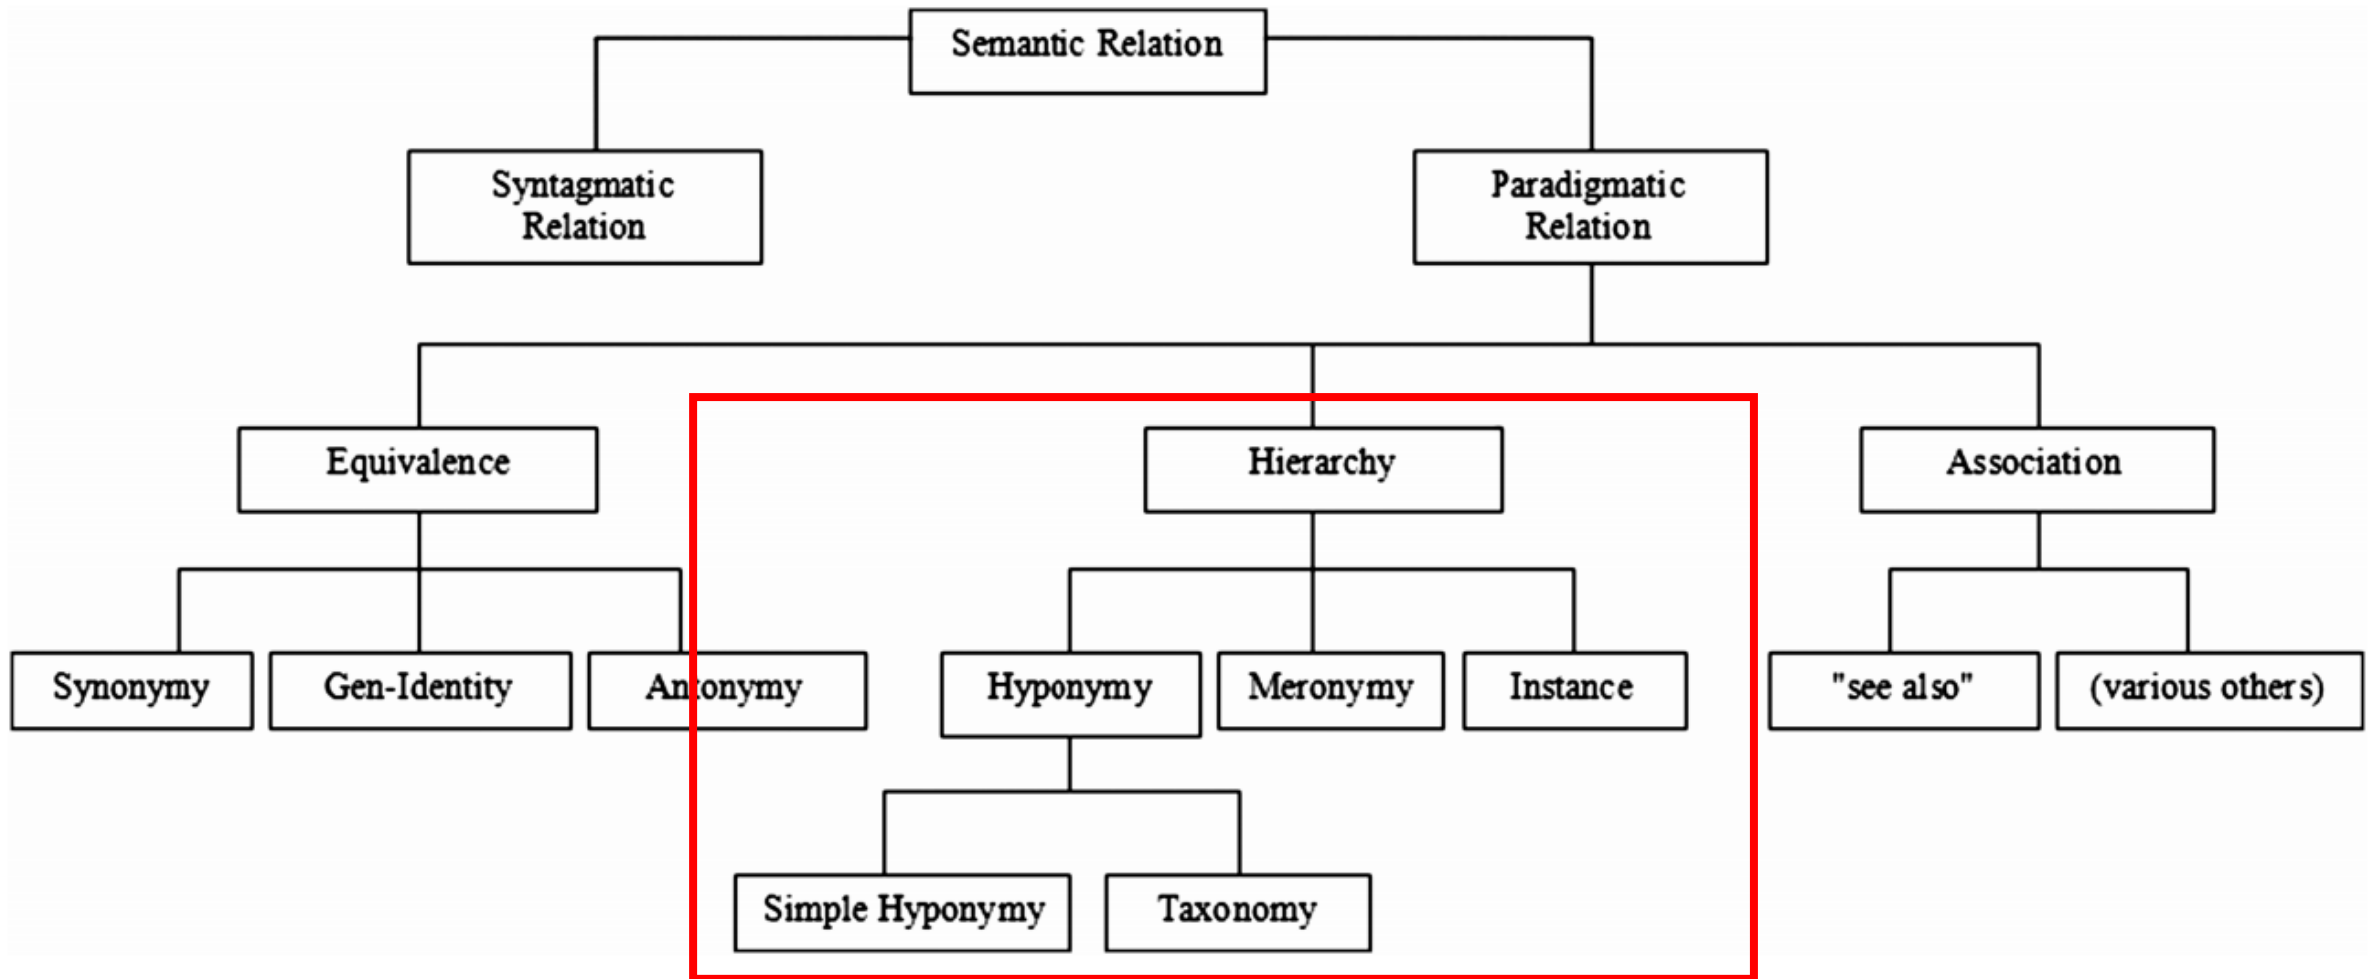 Semantic Relation
Syntagmatic
Relation
Paradigmatic
Relation
Equivalence
Hierarchy
Association
Synonymy
Gen-Identity
Antonymy
Hyponymy
Meronymy
Instance
"see also"
(various others)
Simple Hyponymy
Taxonomy